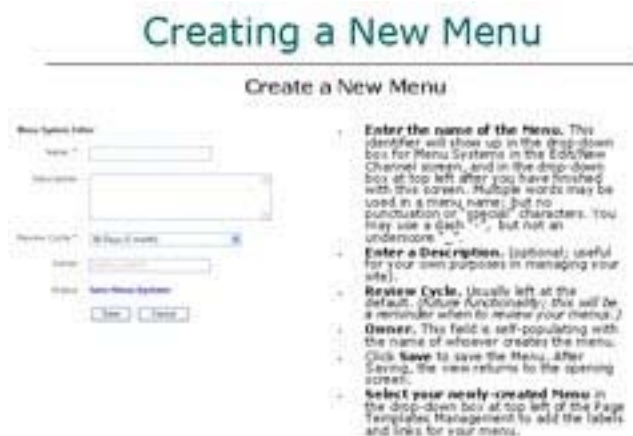 Creating a New Menu
Create a New Menu
Menu System Editor
Name *
Description
Review Cycle *
Owner
Save Cancel
Enter the name of the Menu. This
identifier will show up in the drop-down
box for Menu Systems in the Edit/New
Channel screen, and in the drop-down
box at top left after you have finished
with this screen. Multiple words may be
used in a menu name; but no
punctuation or "special" characters. You
may use a dash "-", but not an
underscore "_".
Enter a Description. (optional; useful
for your own purposes in managing your
site).
Review Cycle. Usually left at the
default. (future functionality; this will be
a reminder when to review your menus.)
Owner. This field is self-populating with
the name of whoever creates the menu.
Click Save to save the Menu. After
Saving, the view returns to the opening
screen.
Select your newly-created Menu in
the drop-down box at top left of the Page
Templates Management to add the labels
and links for your menu.